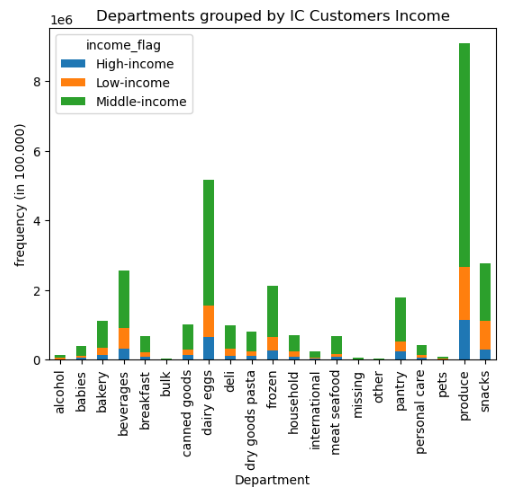 Departments grouped by IC Customers Income
1e6
income_flag
High-income
Low-income
Middle-income
8
6
4
2
0
frequency (in 100.000)
alcohol
babies
bakery
beverages
breakfast
bulk
canned goods
dairy eggs
deli
dry goods pasta
frozen
household
international
meat seafood
missing
other
pantry
personal care
pets
produce
snacks
Department